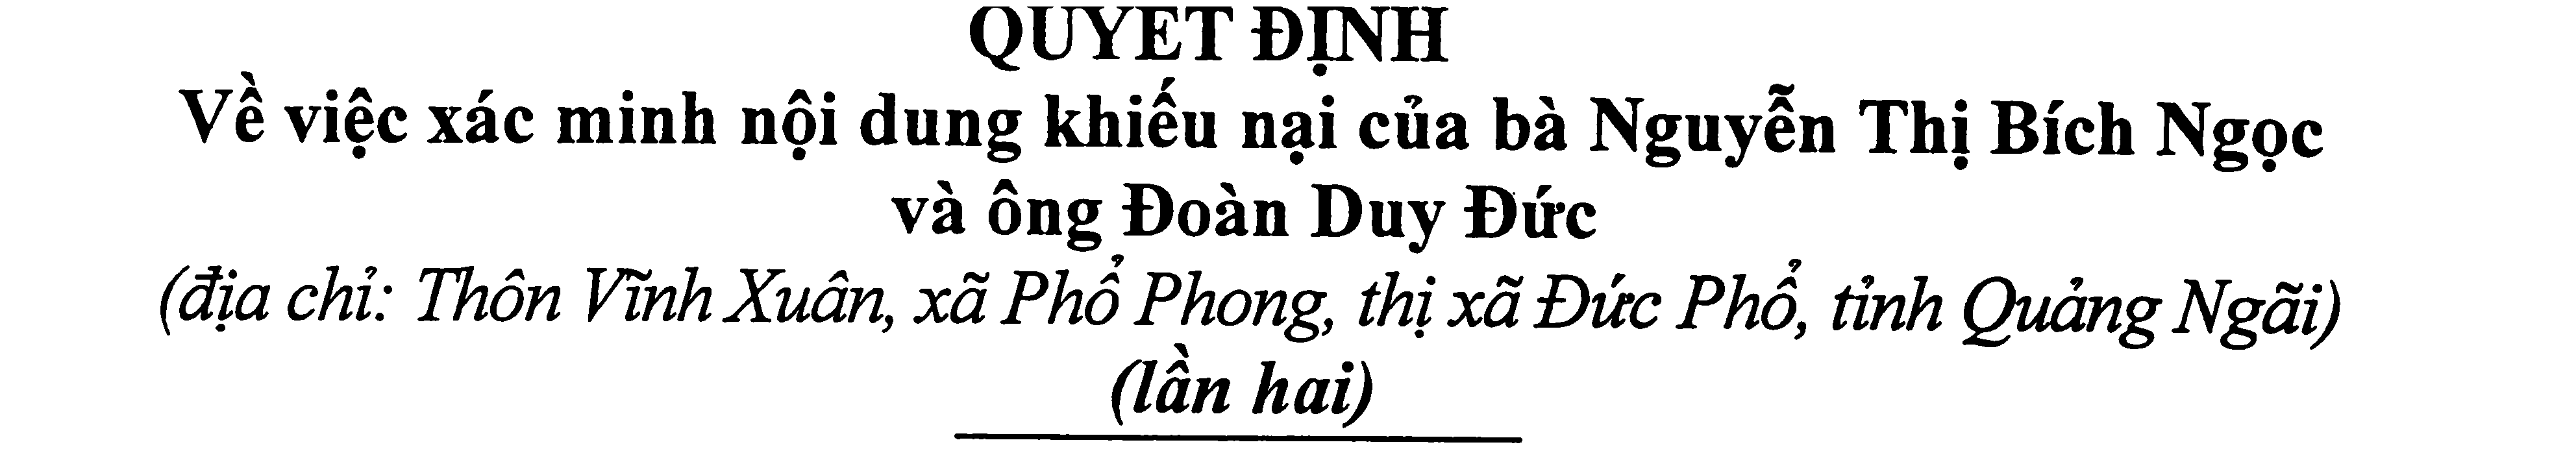 QUYẾT ĐỊNH
Về việc xác minh nội dung khiếu nại của bà Nguyễn Thị Bích Ngọc
và ông Đoàn Duy Đức
(địa chỉ: Thôn Vĩnh Xuân, xã Phổ Phong, thị xã Đức Phổ, tỉnh Quảng Ngãi)
(lần hai)